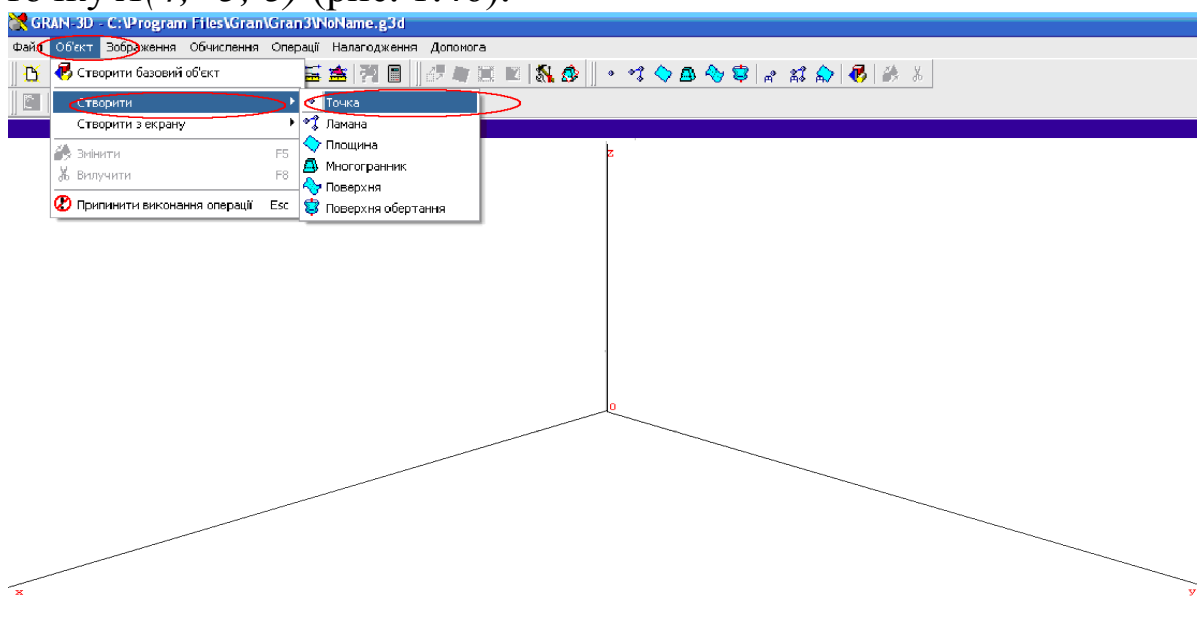 GRAN-3D - C:\Program Files\Gran\Gran3\NoName.g3d
Файл Об'єкт Зображення Обчислення Операції Налагодження Допомога
Створити базовий об'єкт
Створити
Точка
Створити з екрану
Ламана
Площина
Змінити F5
Многогранник
Вилучити F8
Поверхня
Припинити виконання операції Esc
Поверхня обертання
z
0
x
y